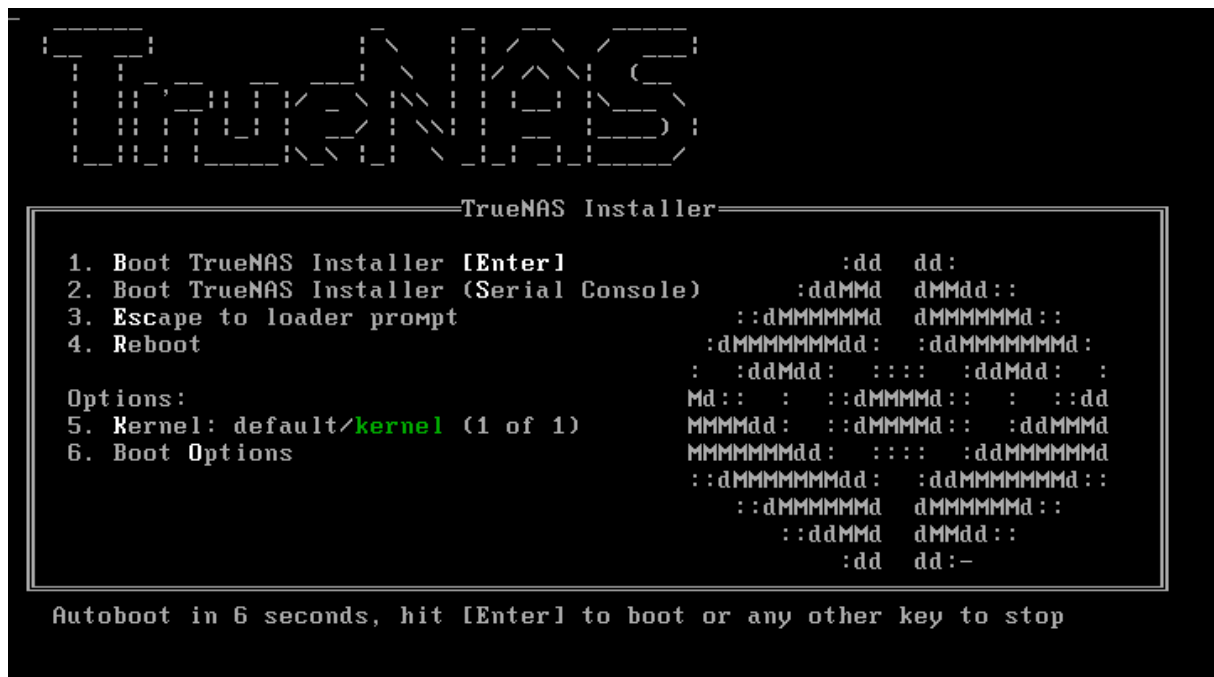 TrueNAS
TrueNAS Installer
1. Boot TrueNAS Installer [Enter]
2. Boot TrueNAS Installer (Serial Console)
3. Escape to loader prompt
4. Reboot
Options:
5. Kernel: default/kernel (1 of 1)
6. Boot Options
Autoboot in 6 seconds, hit [Enter] to boot or any other key to stop